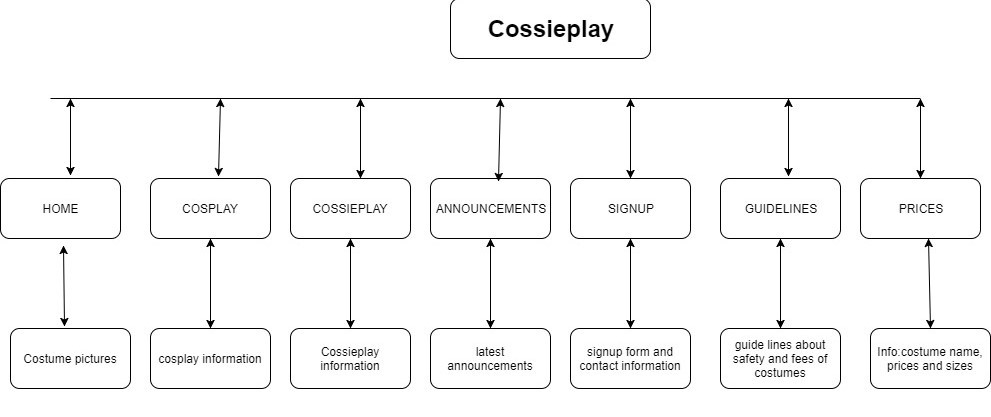 Cossieplay
HOME
COSPLAY
COSSIEPLAY
ANNOUNCEMENTS
SIGNUP
GUIDELINES
PRICES
Costume pictures
cosplay information
Cossieplay
information
latest
announcements
signup form and
contact information
guide lines about
safety and fees of
costumes
Info:costume name,
prices and sizes